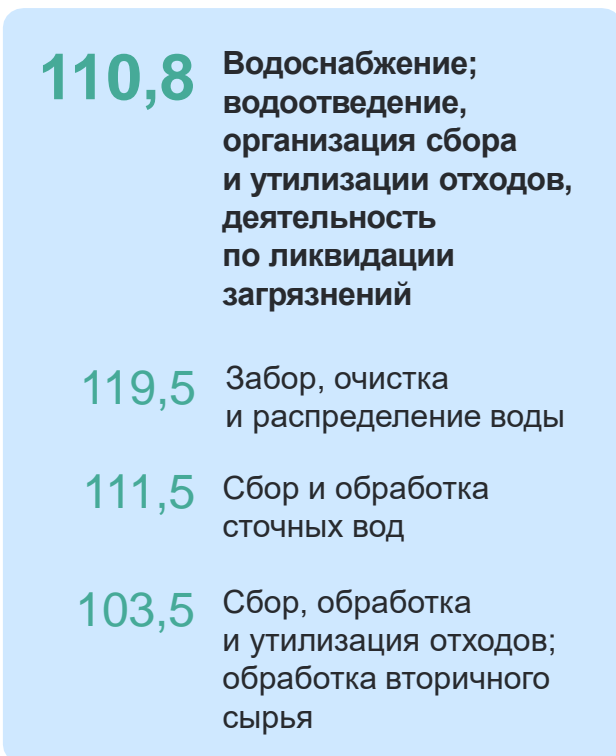 110,8 Водоснабжение;
водоотведение,
организация сбора
и утилизации отходов,
деятельность
по ликвидации
загрязнений
119,5 Забор, очистка
и распределение воды
111,5 Сбор и обработка
сточных вод
103,5 Сбор, обработка
и утилизация отходов;
обработка вторичного
сырья